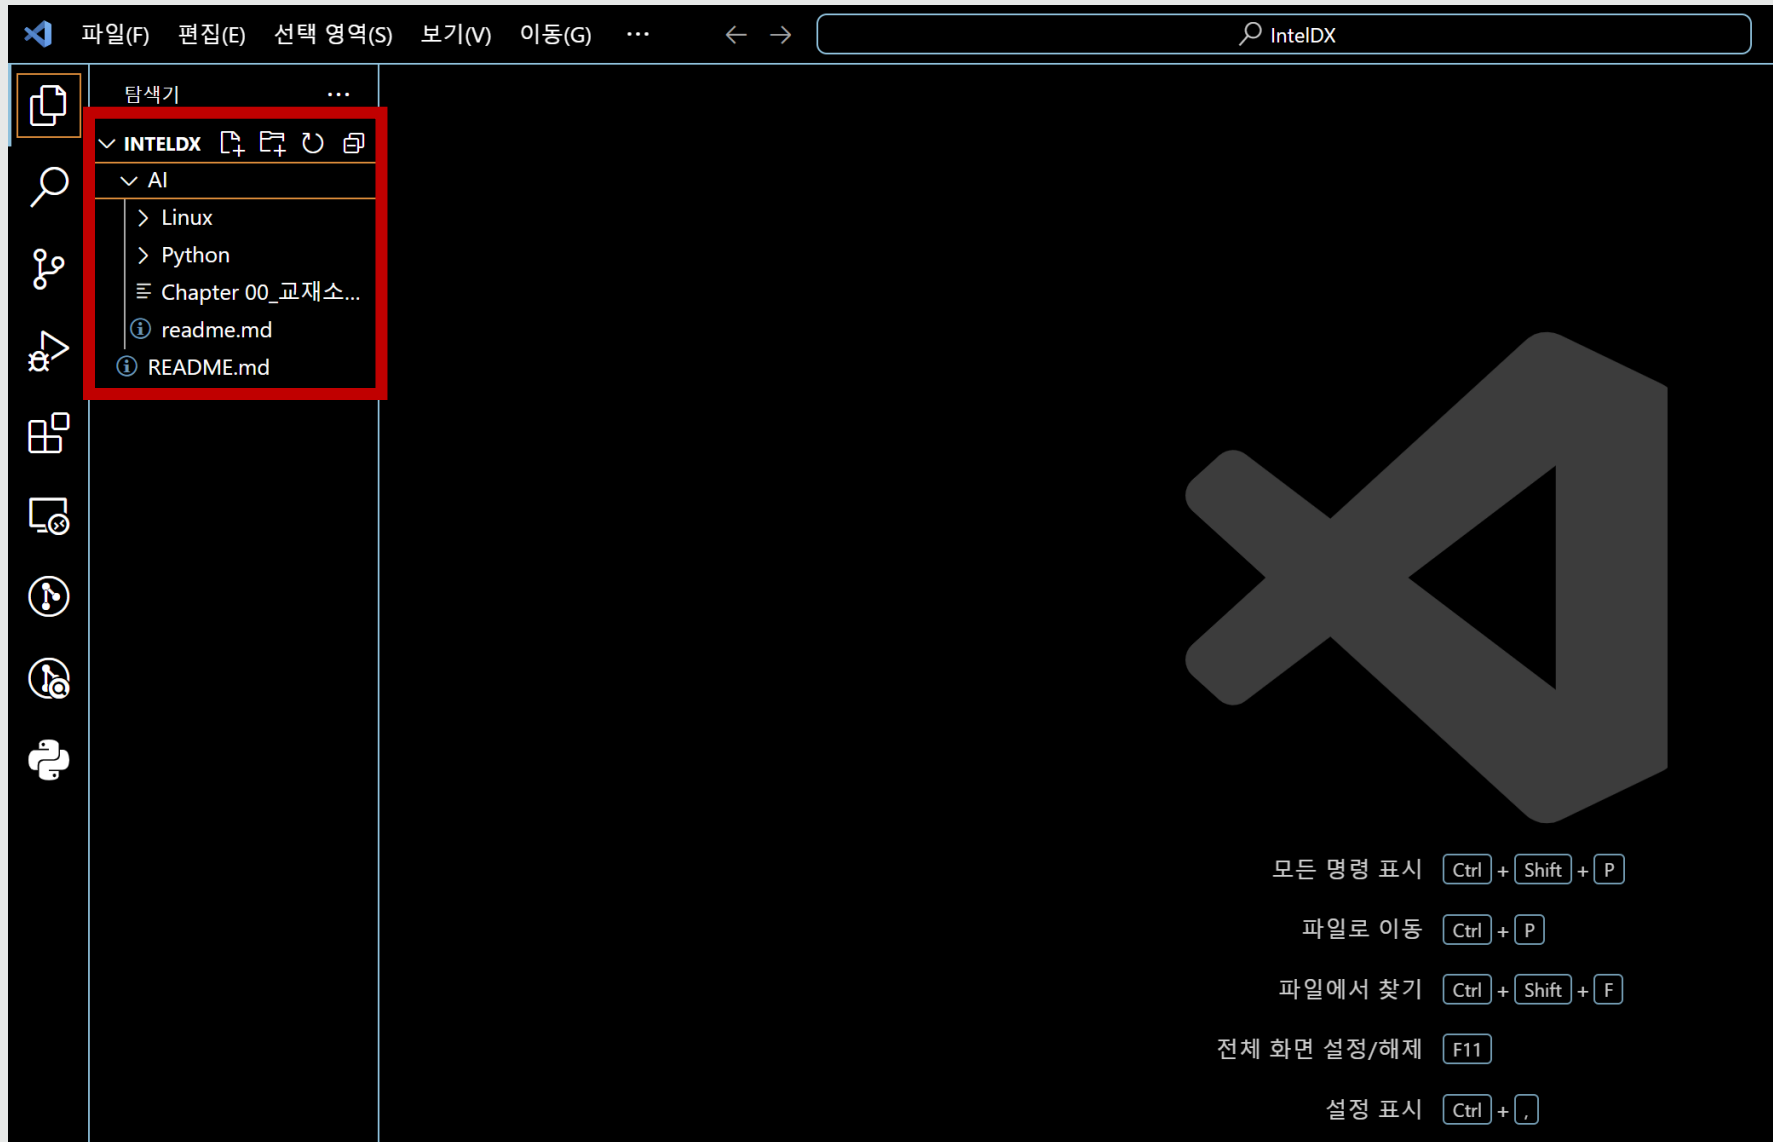 파일(F) 편집(E) 선택 영역(S) 보기(V) 이동(G) ··· IntelDX
탐색기 ···
INTELDX
AI
Linux
Python
Chapter 00_교재소...
readme.md
README.md
모든 명령 표시 Ctrl + Shift + P
파일로 이동 Ctrl + P
파일에서 찾기 Ctrl + Shift + F
전체 화면 설정/해제 F11
설정 표시 Ctrl + ,